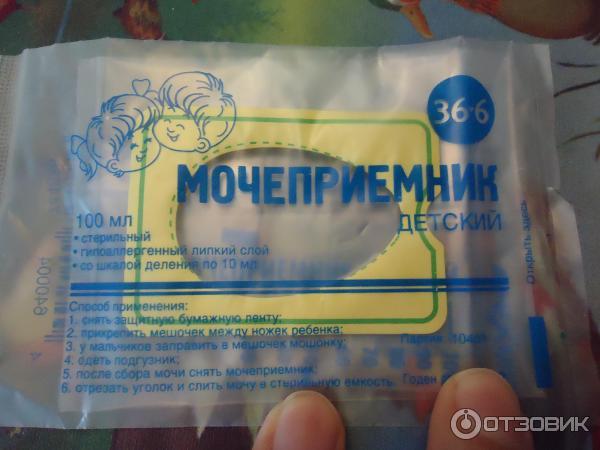 36·6
МОЧЕПРИЕМНИК
ДЕТСКИЙ
100 мл
• стерильный
• гипоаллергенный липкий слой
• со шкалой деления по 10 мл
Открыть здесь
Способ применения:
1. снять защитную бумажную ленту;
2. прикрепить мешочек между ножек ребенка;
3. у мальчиков заправить в мешочек мошонку;
4. одеть подгузник;
5. после сбора мочи снять мочеприемник;
6. отрезать уголок и слить мочу в стерильную емкость.
Партия
Годен
ОТЗОВИК